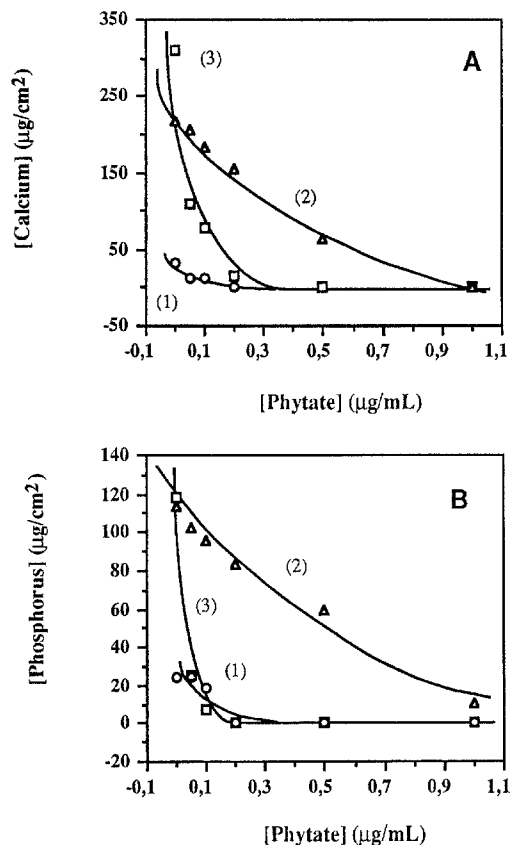 350
(3)
A
250
150
(2)
50
(1)
-50
-0,1 0,1 0,3 0,5 0,7 0,9 1,1
[Calcium] (µg/cm²)
[Phytate] (µg/mL)
140
B
120
100
(2)
80
60
(3)
40
(1)
20
0
-20
-0,1 0,1 0,3 0,5 0,7 0,9 1,1
[Phosphorus] (µg/cm²)
[Phytate] (µg/mL)